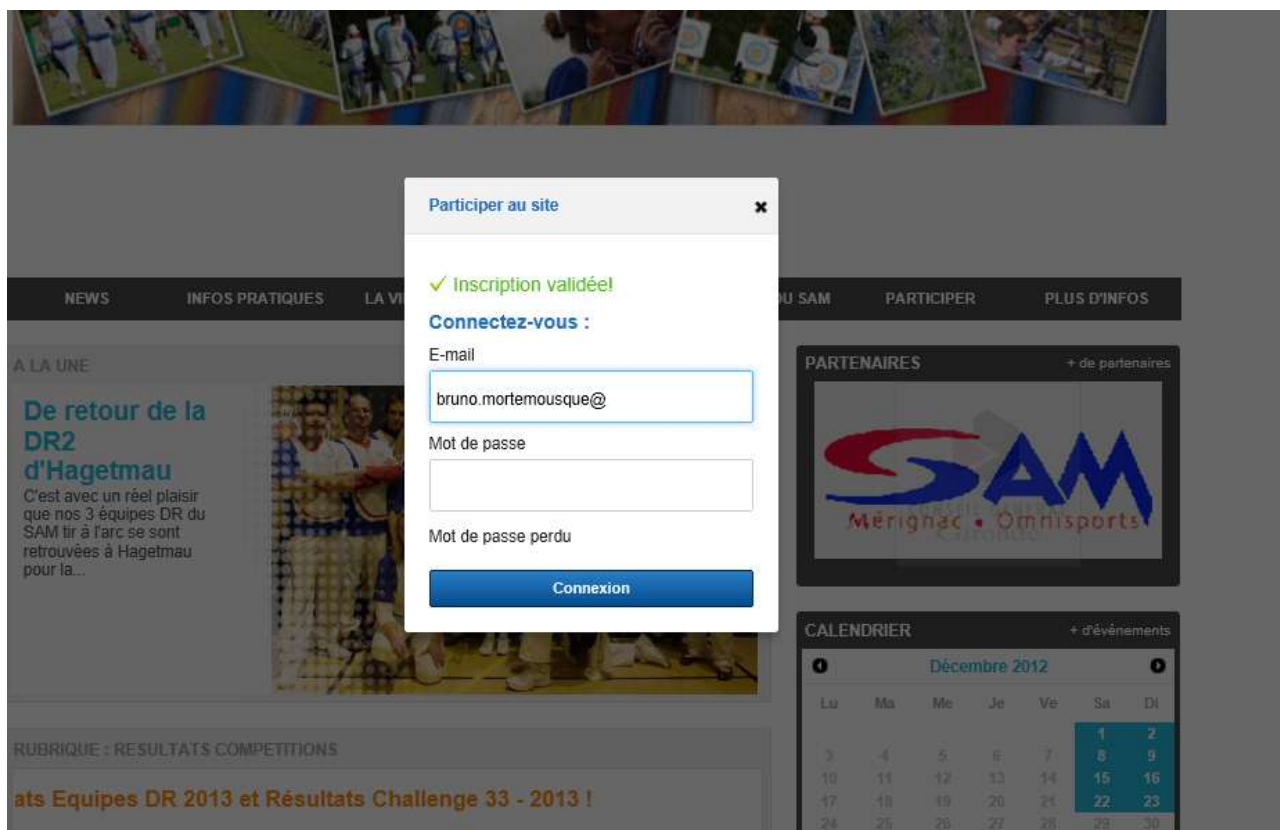 Participer au site
✓ Inscription validée!
Connectez-vous :
E-mail
bruno.mortemousque@
Mot de passe
Mot de passe perdu
Connexion
NEWS INFOS PRATIQUES LA VI
DU SAM PARTICIPER PLUS D'INFOS
A LA UNE
De retour de la
DR2
d'Hagetmau
C'est avec un réel plaisir
que nos 3 équipes DR du
SAM tir à l'arc se sont
retrouvées à Hagetmau
pour la...
PARTENAIRES + de partenaires
SAM
Mérignac • Omnisports
CALENDRIER + d'événements
Décembre 2012
Lu Ma Me Je Ve Sa Di
1 2
3 4 5 6 7 8 9
10 11 12 13 14 15 16
17 18 19 20 21 22 23
24 25 26 27 28 29 30
RUBRIQUE : RESULTATS COMPETITIONS
ats Equipes DR 2013 et Résultats Challenge 33 - 2013 !